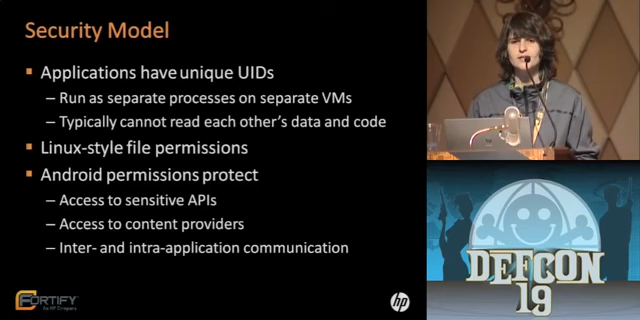 Security Model
Applications have unique UIDs
– Run as separate processes on separate VMs
– Typically cannot read each other's data and code
Linux-style file permissions
Android permissions protect
– Access to sensitive APIs
– Access to content providers
– Inter- and intra-application communication
FORTIFY
An HP Company
hp
DEFCON
19